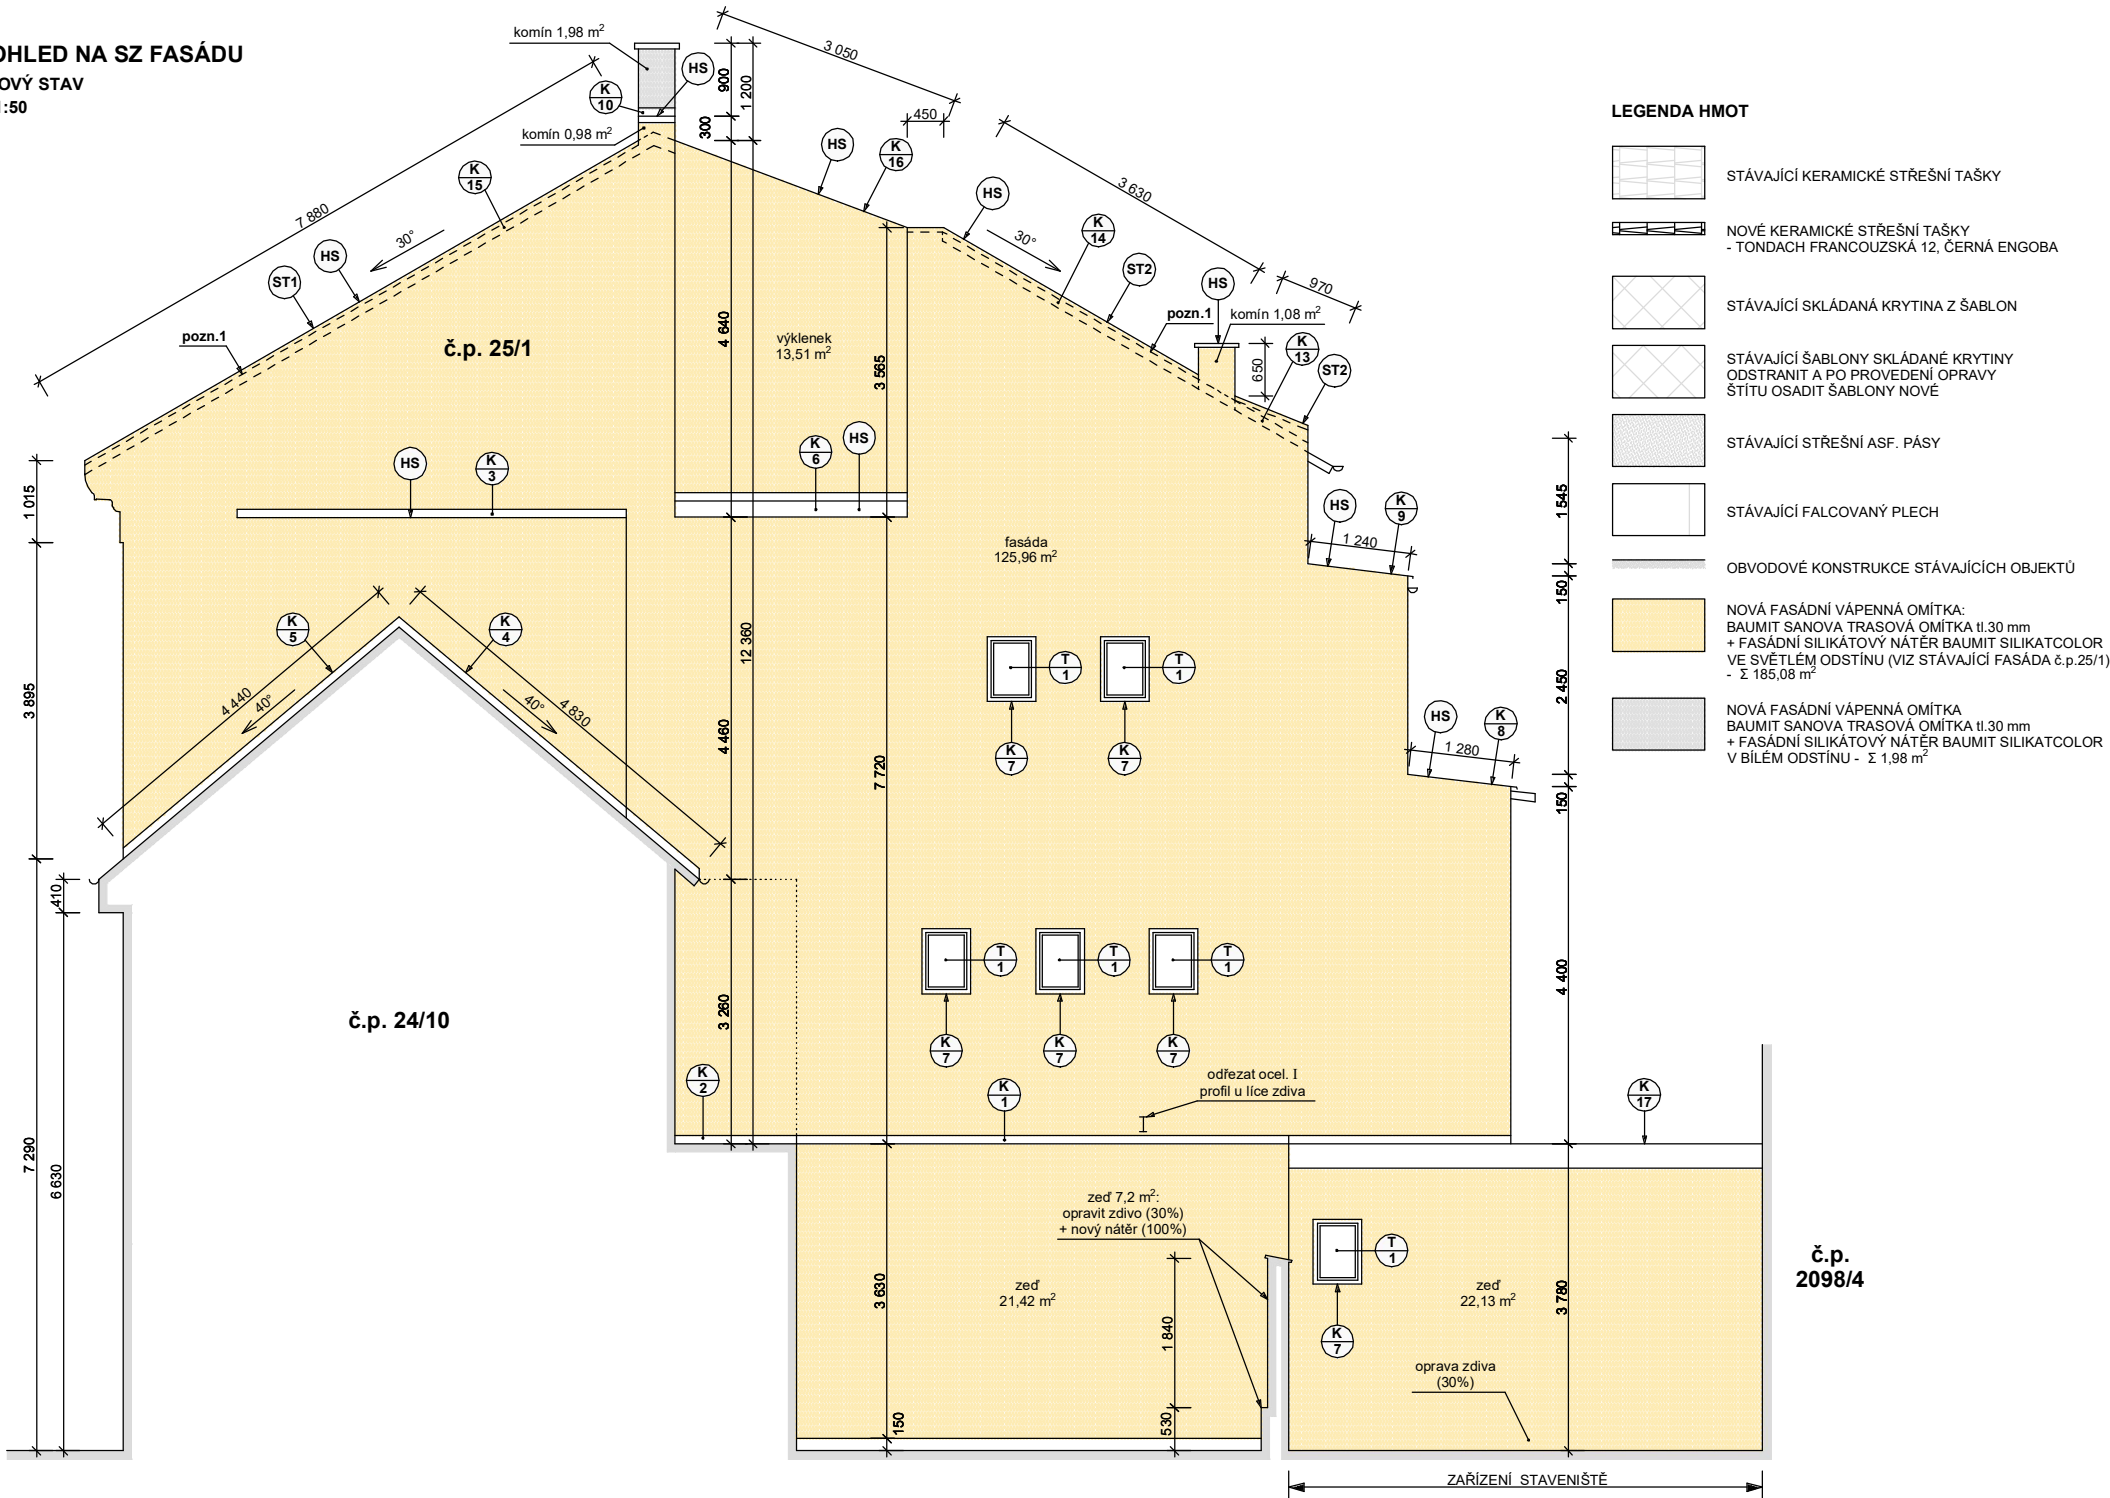 OHLED NA SZ FASÁDU
OVÝ STAV
1:50
komín 1,98 m²
HS
K
10
komín 0,98 m²
900
1 200
300
3 050
450
HS
K
16
K
15
7 880
30°
HS
ST1
pozn.1
č.p. 25/1
HS
3 630
K
14
30°
ST2
HS
970
pozn.1
komín 1,08 m²
K
13
ST2
650
4 640
výklenek
13,51 m²
3 565
K
6
HS
HS
K
3
1 015
3 895
fasáda
125,96 m²
HS
K
9
1 240
1 545
150
K
5
K
4
4 440
40°
40°
4 830
12 360
4 460
7 720
T
1
T
1
K
7
K
7
2 450
HS
K
8
1 280
150
410
7 290
6 630
č.p. 24/10
3 260
T
1
T
1
T
1
K
7
K
7
K
7
4 400
K
2
K
1
odřezat ocel. I
profil u líce zdiva
K
17
zeď 7,2 m²:
opravit zdivo (30%)
+ nový nátěr (100%)
zeď
21,42 m²
3 630
150
1 840
530
T
1
K
7
zeď
22,13 m²
3 780
oprava zdiva
(30%)
č.p.
2098/4
ZAŘÍZENÍ STAVENIŠTĚ
LEGENDA HMOT
STÁVAJÍCÍ KERAMICKÉ STŘEŠNÍ TAŠKY
NOVÉ KERAMICKÉ STŘEŠNÍ TAŠKY
- TONDACH FRANCOUZSKÁ 12, ČERNÁ ENGOBA
STÁVAJÍCÍ SKLÁDANÁ KRYTINA Z ŠABLON
STÁVAJÍCÍ ŠABLONY SKLÁDANÉ KRYTINY
ODSTRANIT A PO PROVEDENÍ OPRAVY
ŠTÍTU OSADIT ŠABLONY NOVÉ
STÁVAJÍCÍ STŘEŠNÍ ASF. PÁSY
STÁVAJÍCÍ FALCOVANÝ PLECH
OBVODOVÉ KONSTRUKCE STÁVAJÍCÍCH OBJEKTŮ
NOVÁ FASÁDNÍ VÁPENNÁ OMÍTKA:
BAUMIT SANOVA TRASOVÁ OMÍTKA tl.30 mm
+ FASÁDNÍ SILIKÁTOVÝ NÁTĚR BAUMIT SILIKATCOLOR
VE SVĚTLÉM ODSTÍNU (VIZ STÁVAJÍCÍ FASÁDA č.p.25/1)
- Σ 185,08 m²
NOVÁ FASÁDNÍ VÁPENNÁ OMÍTKA
BAUMIT SANOVA TRASOVÁ OMÍTKA tl.30 mm
+ FASÁDNÍ SILIKÁTOVÝ NÁTĚR BAUMIT SILIKATCOLOR
V BÍLÉM ODSTÍNU - Σ 1,98 m²